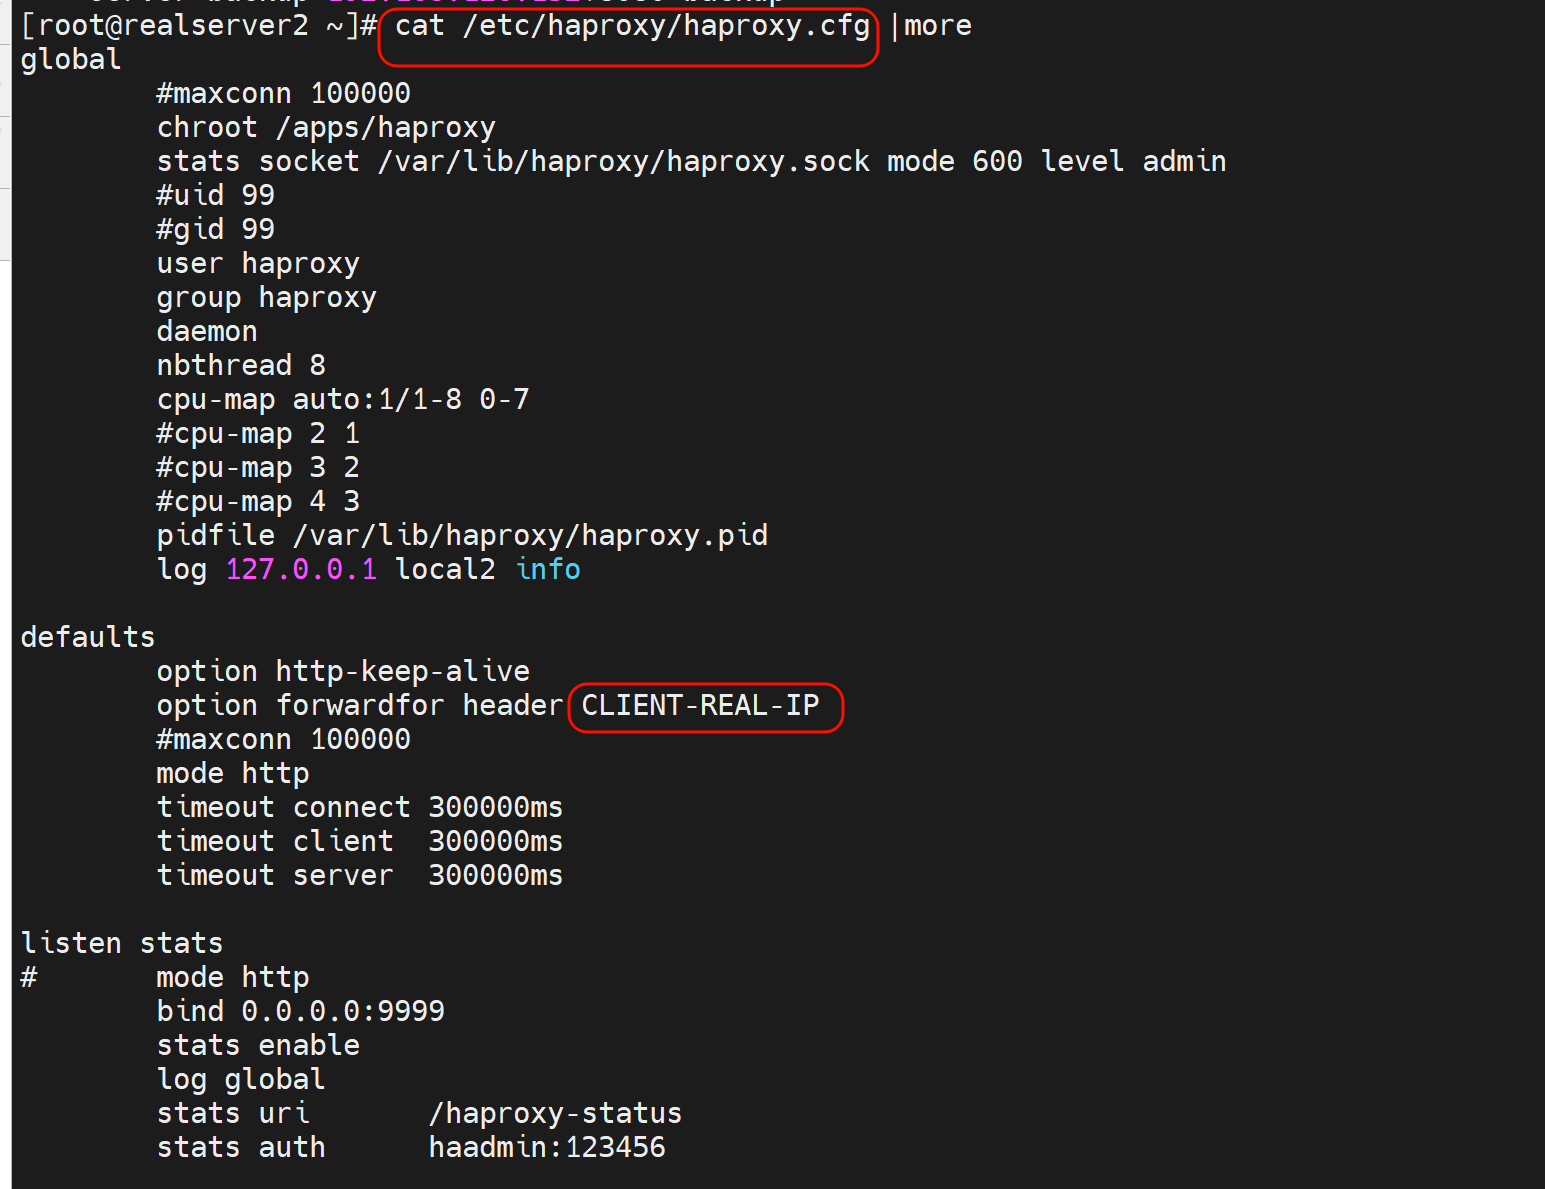 [root@realserver2 ~]# cat /etc/haproxy/haproxy.cfg |more
global
#maxconn 100000
chroot /apps/haproxy
stats socket /var/lib/haproxy/haproxy.sock mode 600 level admin
#uid 99
#gid 99
user haproxy
group haproxy
daemon
nbthread 8
cpu-map auto:1/1-8 0-7
#cpu-map 2 1
#cpu-map 3 2
#cpu-map 4 3
pidfile /var/lib/haproxy/haproxy.pid
log 127.0.0.1 local2 info
defaults
option http-keep-alive
option forwardfor header CLIENT-REAL-IP
#maxconn 100000
mode http
timeout connect 300000ms
timeout client 300000ms
timeout server 300000ms
listen stats
# mode http
bind 0.0.0.0:9999
stats enable
log global
stats uri /haproxy-status
stats auth haadmin:123456